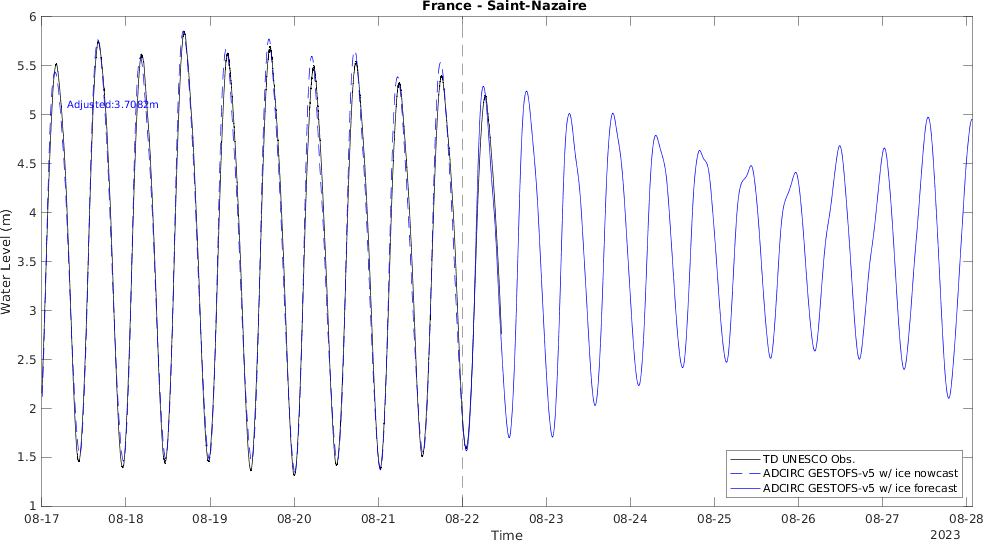 France - Saint-Nazaire
6
5.5
5
4.5
4
3.5
3
2.5
2
1.5
1
Water Level (m)
Adjusted:3.7082m
TD UNESCO Obs.
ADCIRC GESTOFS-v5 w/ ice nowcast
ADCIRC GESTOFS-v5 w/ ice forecast
08-17 08-18 08-19 08-20 08-21 08-22 08-23 08-24 08-25 08-26 08-27 08-28
Time
2023